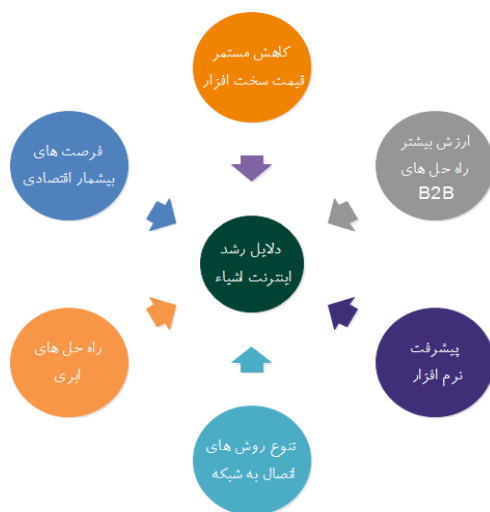 کاهش مستمر
قیمت سخت افزار
ارزش بیشتر
راه حل های
B2B
پیشرفت
نرم افزار
تنوع روش های
اتصال به شبکه
راه حل های
ابری
فرصت های
بیشمار اقتصادی
دلایل رشد
اینترنت اشیاء